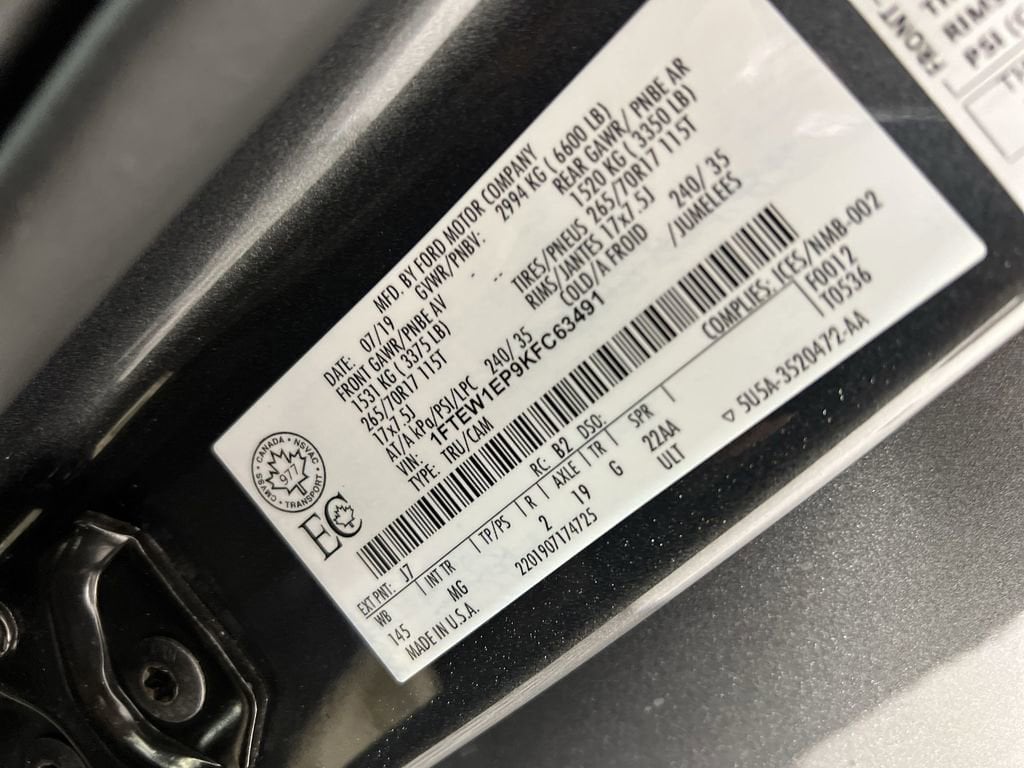 DATE: 07/19 MFD. BY FORD MOTOR COMPANY
GVWR/PNBV: 2994 KG ( 6600 LB)
FRONT GAWR/PNBE AV REAR GAWR/ PNBE AR
1531 KG ( 3375 LB) 1520 KG ( 3350 LB)
265/70R17 115T TIRES/PNEUS 265/70R17 115T
17x7.5J RIMS/JANTES 17x7.5J
AT/A kPa/PSI/LPC 240/ 35 COLD/A FROID 240/ 35
/JUMELEES
VIN: 1FTEW1EP9KFC63491
TYPE: TRU/CAM
COMPLIES: ICES/NMB-002
CANADA • NSVAC •
TRANSPORT • CMVSS
977
EC
EXT PNT: J7 RC: B2 DSO: F0012
WB INT TR TP/PS R AXLE TR SPR T0536
145 MG 2 19 G 22AA
MADE IN U.S.A. 2201907174725 ULT ▽ 5U5A-3520472-AA
FRONT
RIMS
PSI